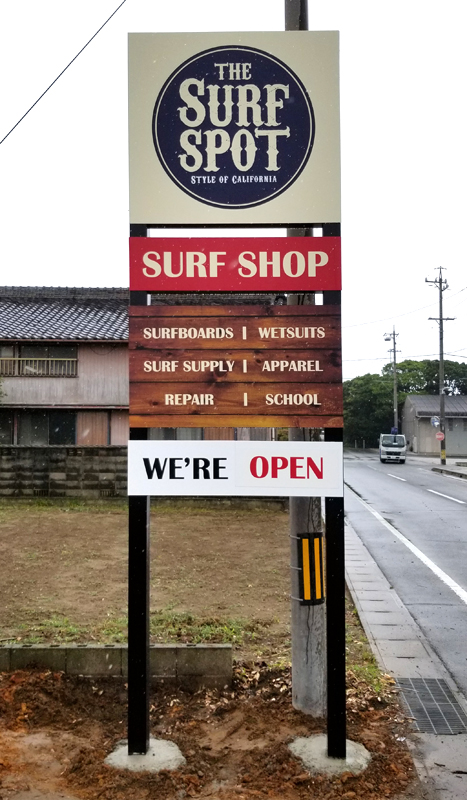 THE
SURF
SPOT
STYLE OF CALIFORNIA
SURF SHOP
SURFBOARDS | WETSUITS
SURF SUPPLY | APPAREL
REPAIR | SCHOOL
WE'RE OPEN